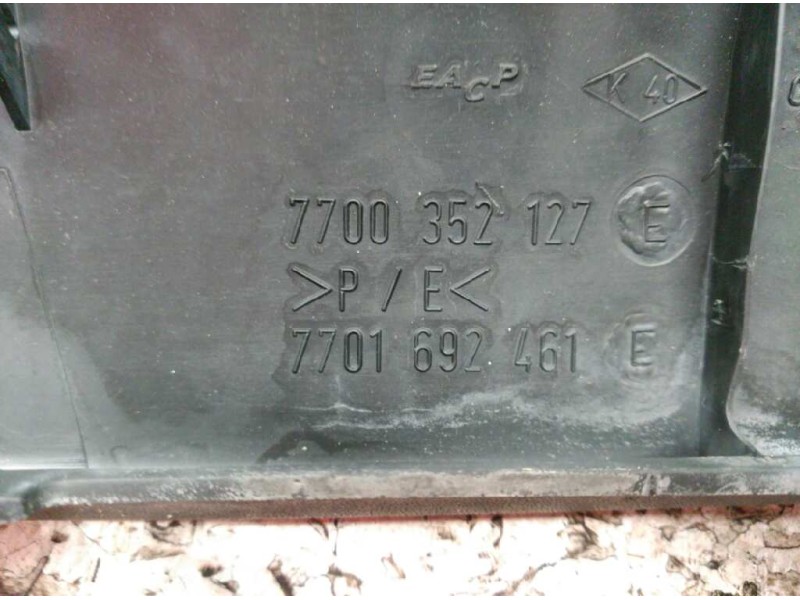 EACP
K 40
7700 352 127 E
>P / E<
7701 692 461 E